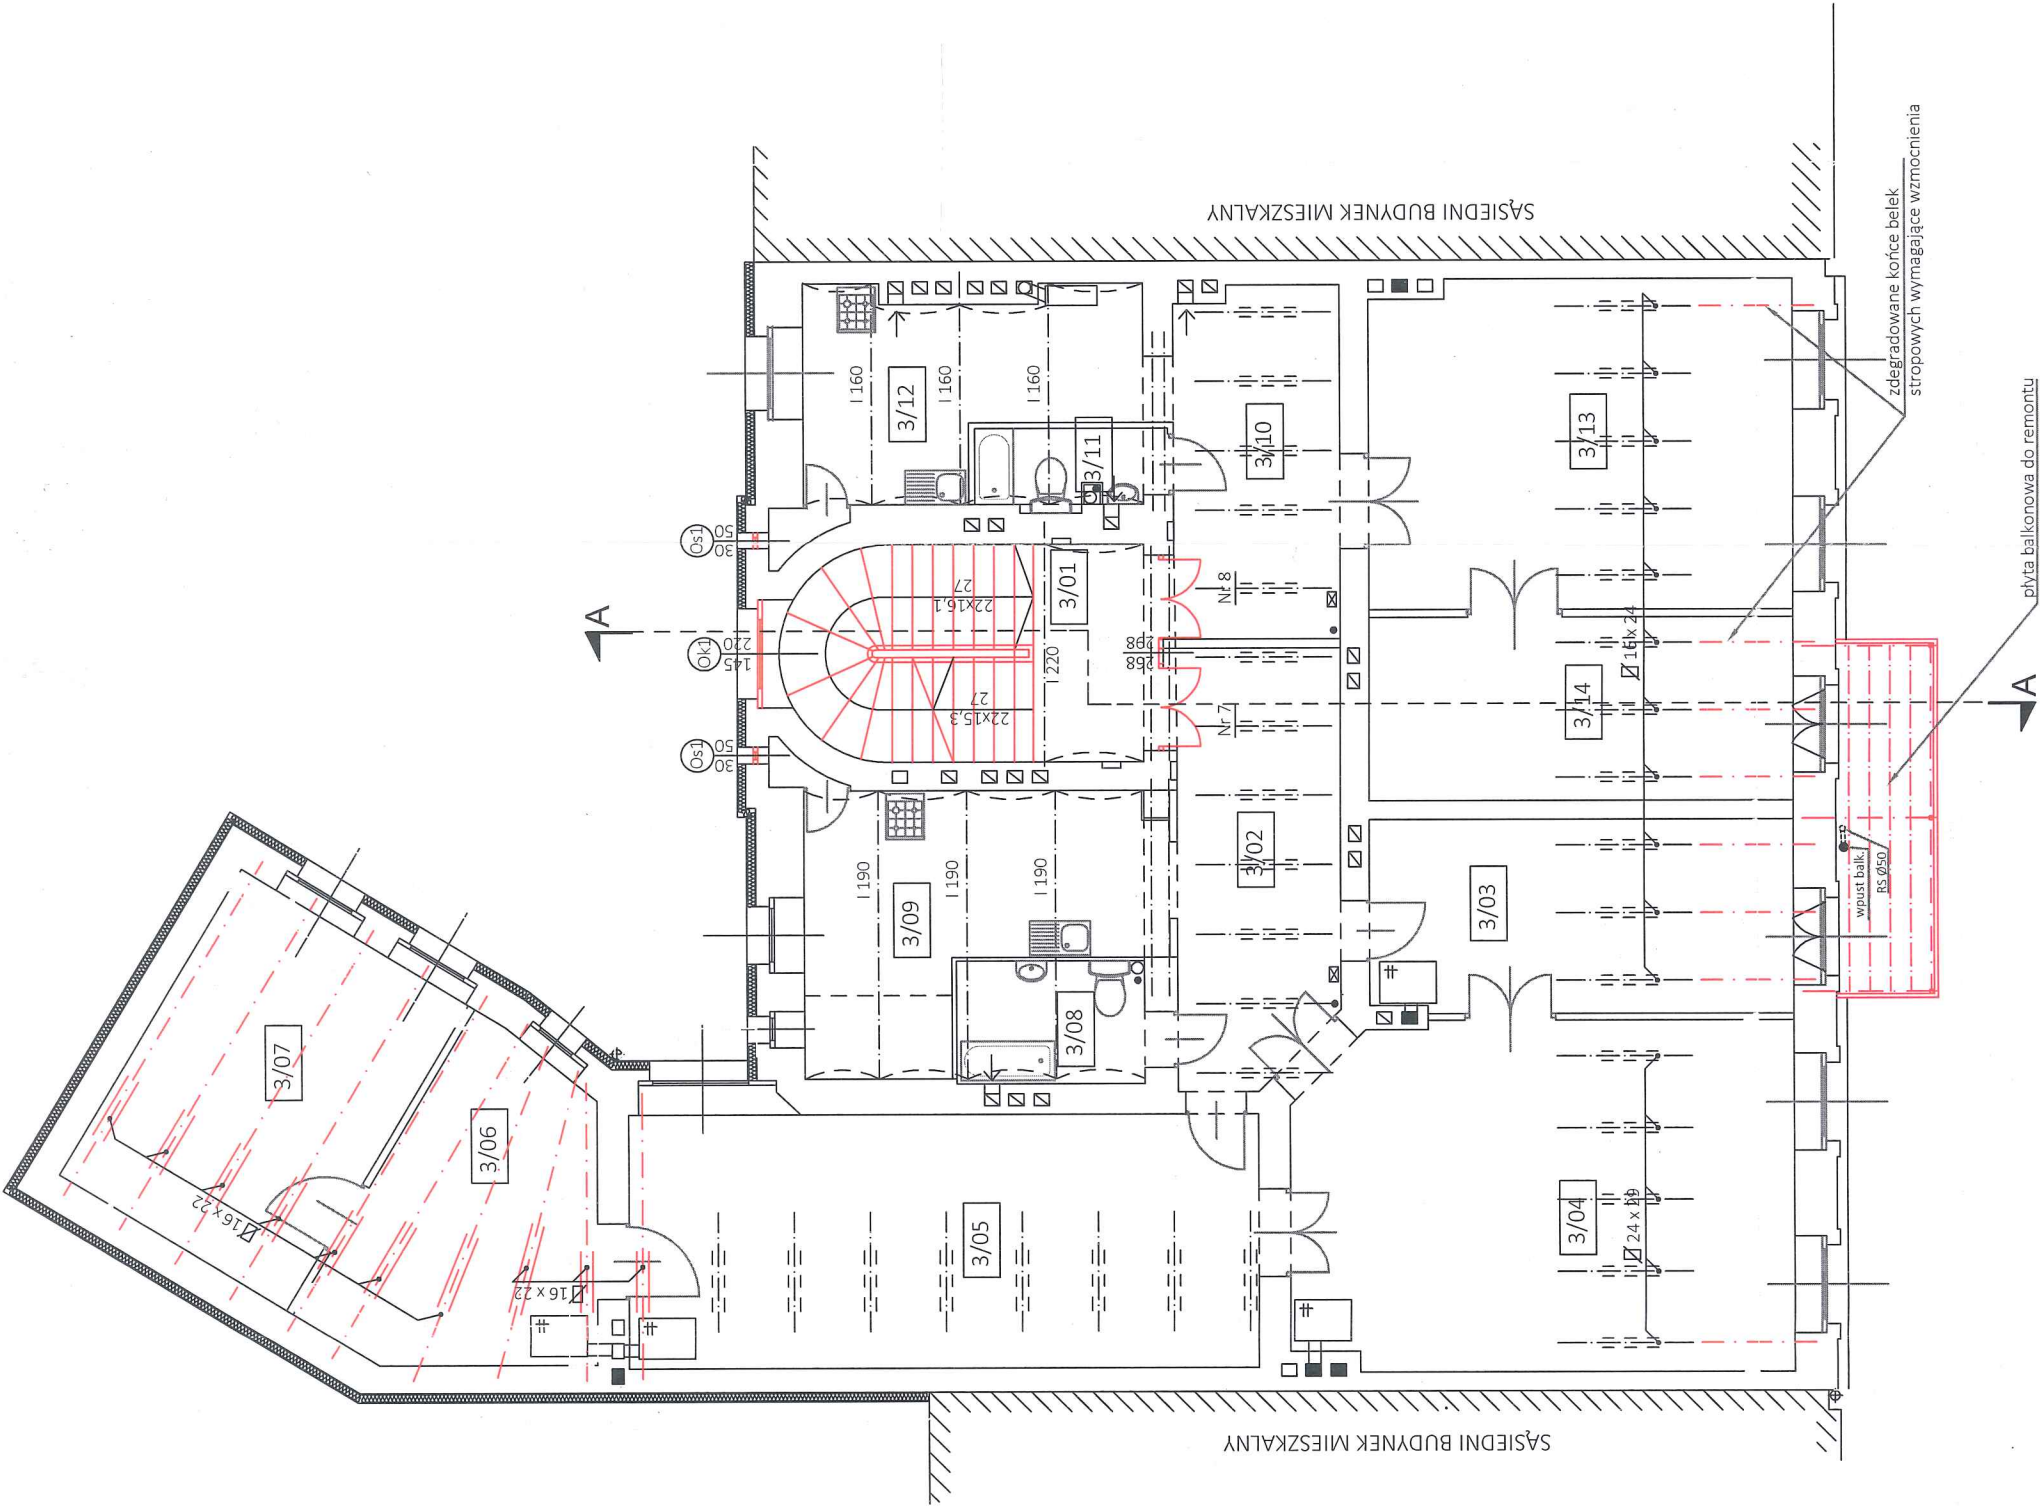 SĄSIEDNI BUDYNEK MIESZKALNY
zdegradowane końce belek
stropowych wymagające wzmocnienia
płyta balkonowa do remontu
A
Os1
50
30
Ok1
220
145
Os1
50
30
I 160
I 160
I 160
3/12
3/11
3/10
3/13
3/01
27
22x16,1
27
22x15,3
I 220
298
268
Nr 8
Nr 7
16 x 24
3/14
A
I 190
I 190
I 190
3/09
3/08
3/02
3/03
wpust balk.
RS Ø50
3/07
3/06
16 x 22
16 x 22
3/05
3/04
24 x 29
SĄSIEDNI BUDYNEK MIESZKALNY